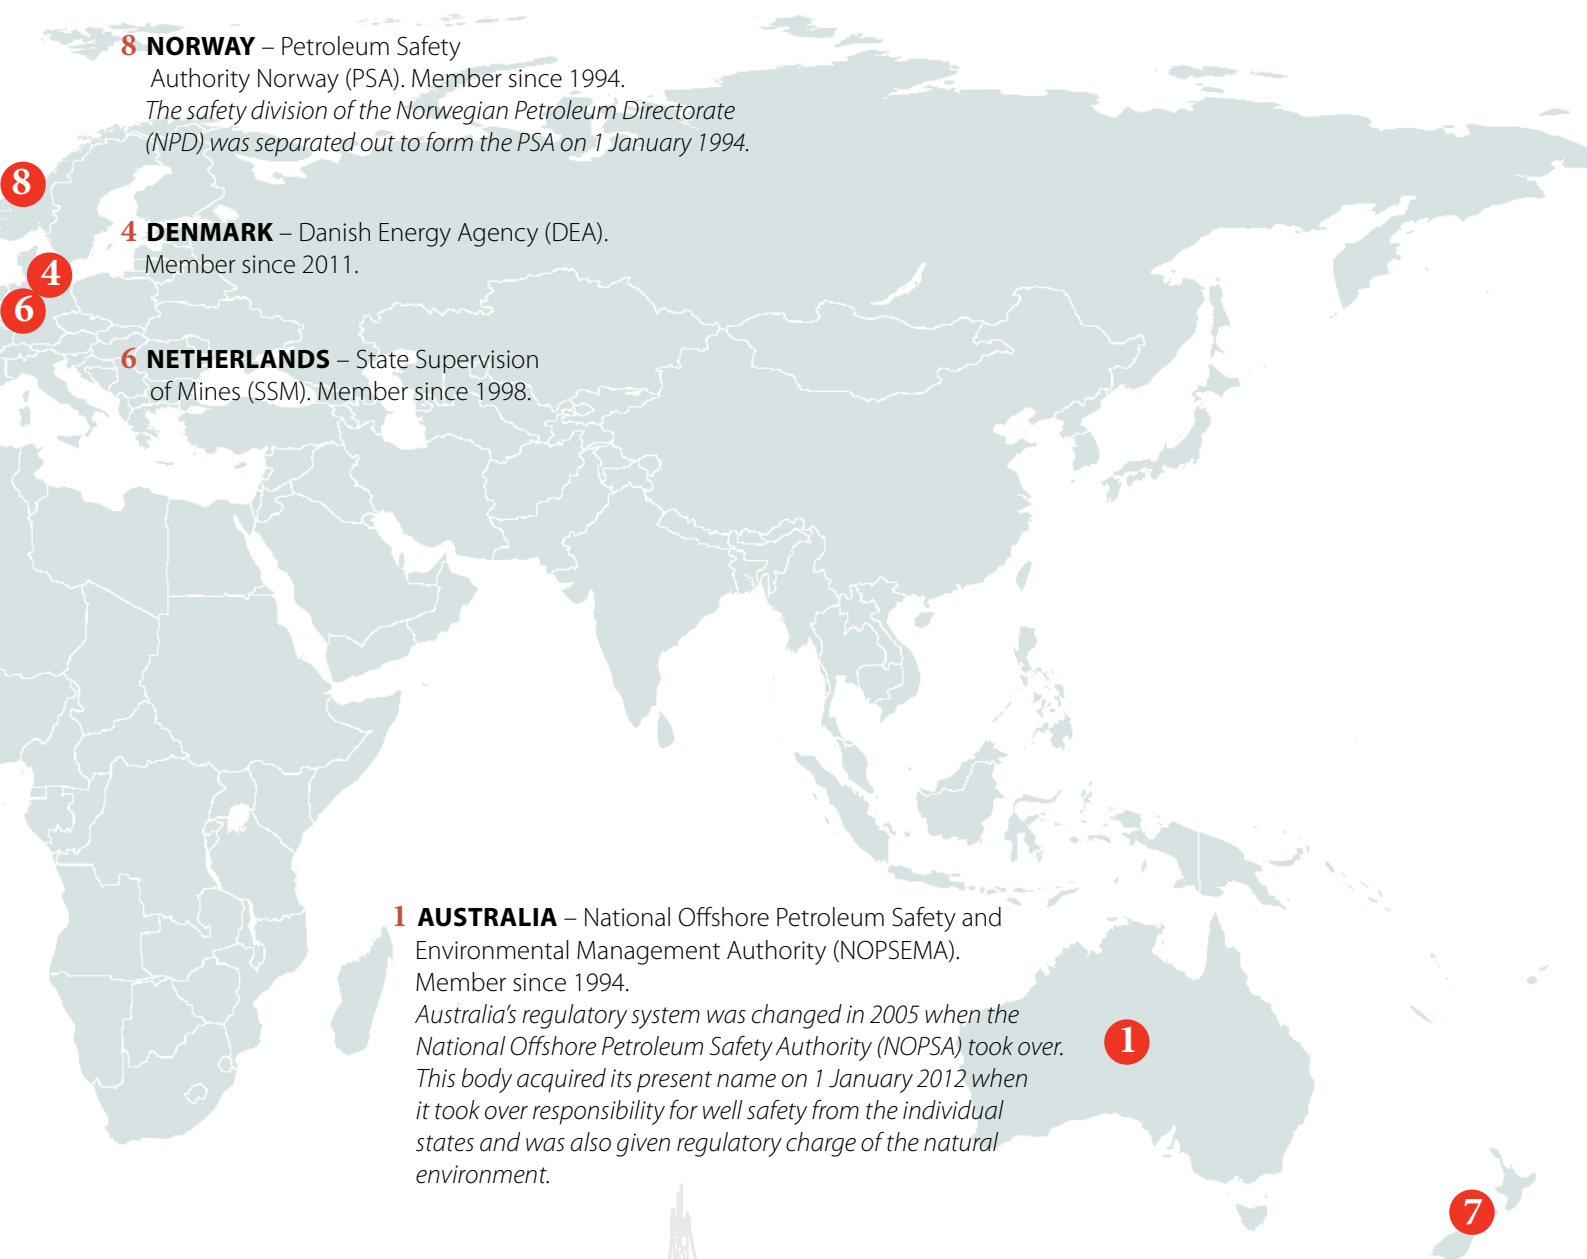 8 NORWAY – Petroleum Safety
Authority Norway (PSA). Member since 1994.
The safety division of the Norwegian Petroleum Directorate
(NPD) was separated out to form the PSA on 1 January 1994.
8
4 DENMARK – Danish Energy Agency (DEA).
Member since 2011.
4
6
6 NETHERLANDS – State Supervision
of Mines (SSM). Member since 1998.
1 AUSTRALIA – National Offshore Petroleum Safety and
Environmental Management Authority (NOPSEMA).
Member since 1994.
Australia's regulatory system was changed in 2005 when the
National Offshore Petroleum Safety Authority (NOPSA) took over.
This body acquired its present name on 1 January 2012 when
it took over responsibility for well safety from the individual
states and was also given regulatory charge of the natural
environment.
1
7